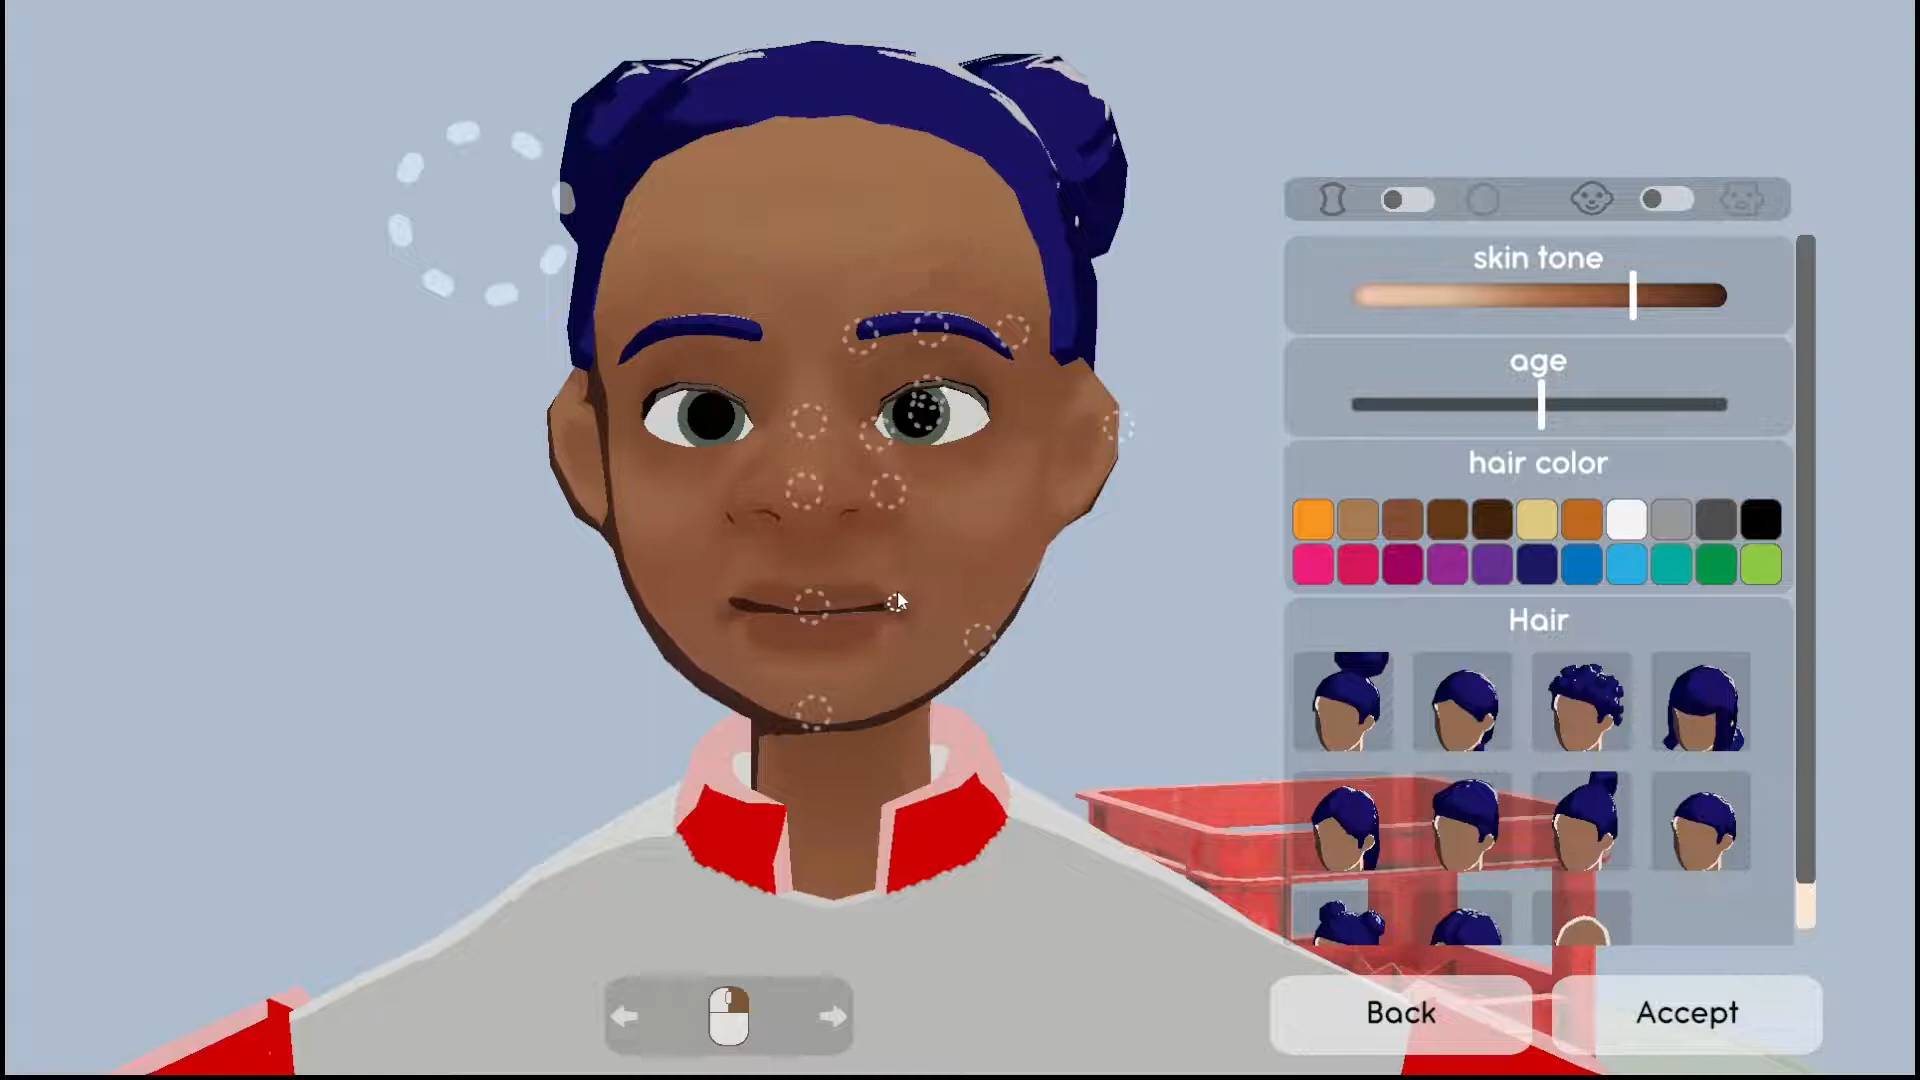 skin tone
age
hair color
Hair
Back
Accept